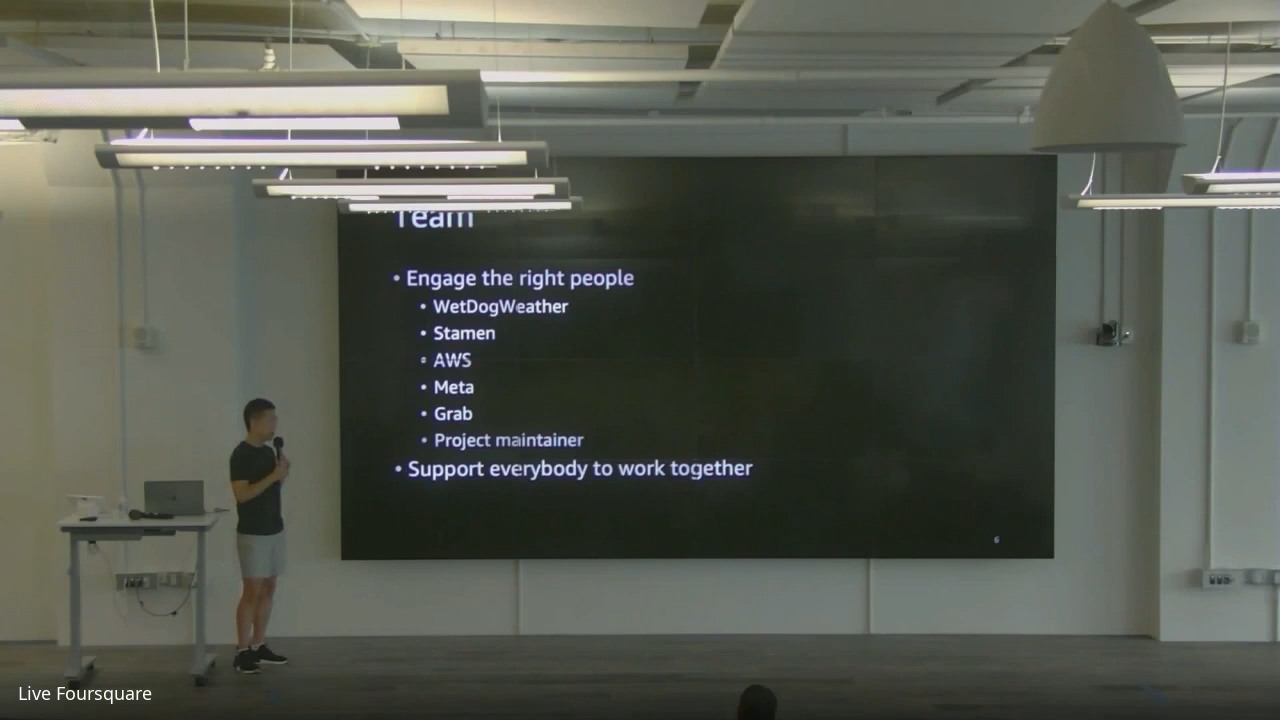 Team
• Engage the right people
• WetDogWeather
• Stamen
• AWS
• Meta
• Grab
• Project maintainer
• Support everybody to work together
6
Live Foursquare